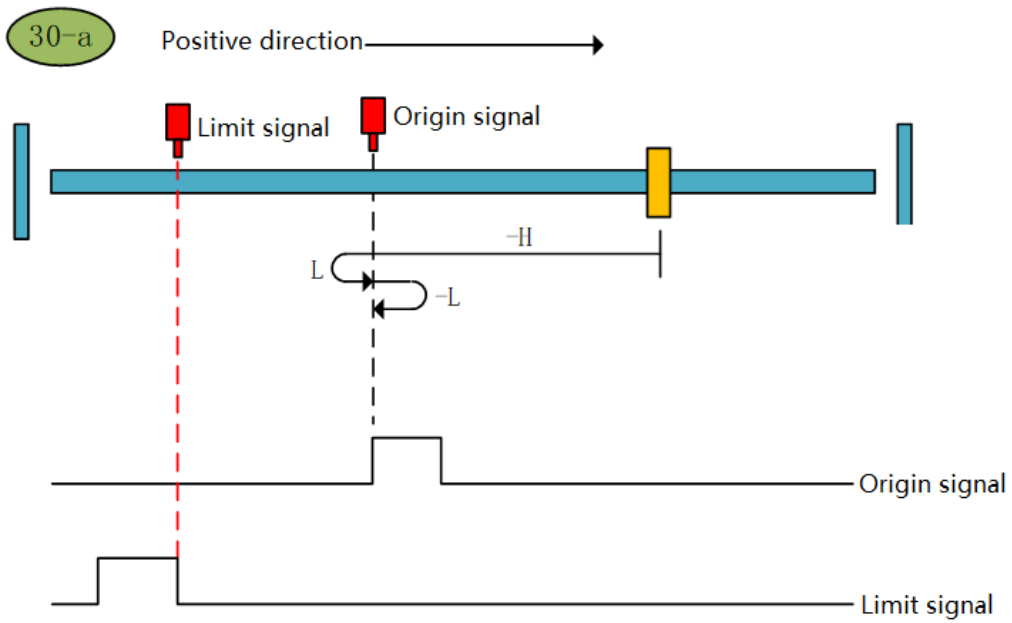 30-a
Positive direction
Limit signal
Origin signal
-H
L
-L
Origin signal
Limit signal